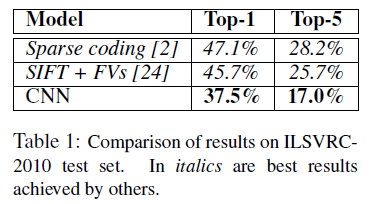 Model Top-1 Top-5
Sparse coding [2] 47.1% 28.2%
SIFT + FVs [24] 45.7% 25.7%
CNN 37.5% 17.0%
Table 1: Comparison of results on ILSVRC-
2010 test set. In italics are best results
achieved by others.